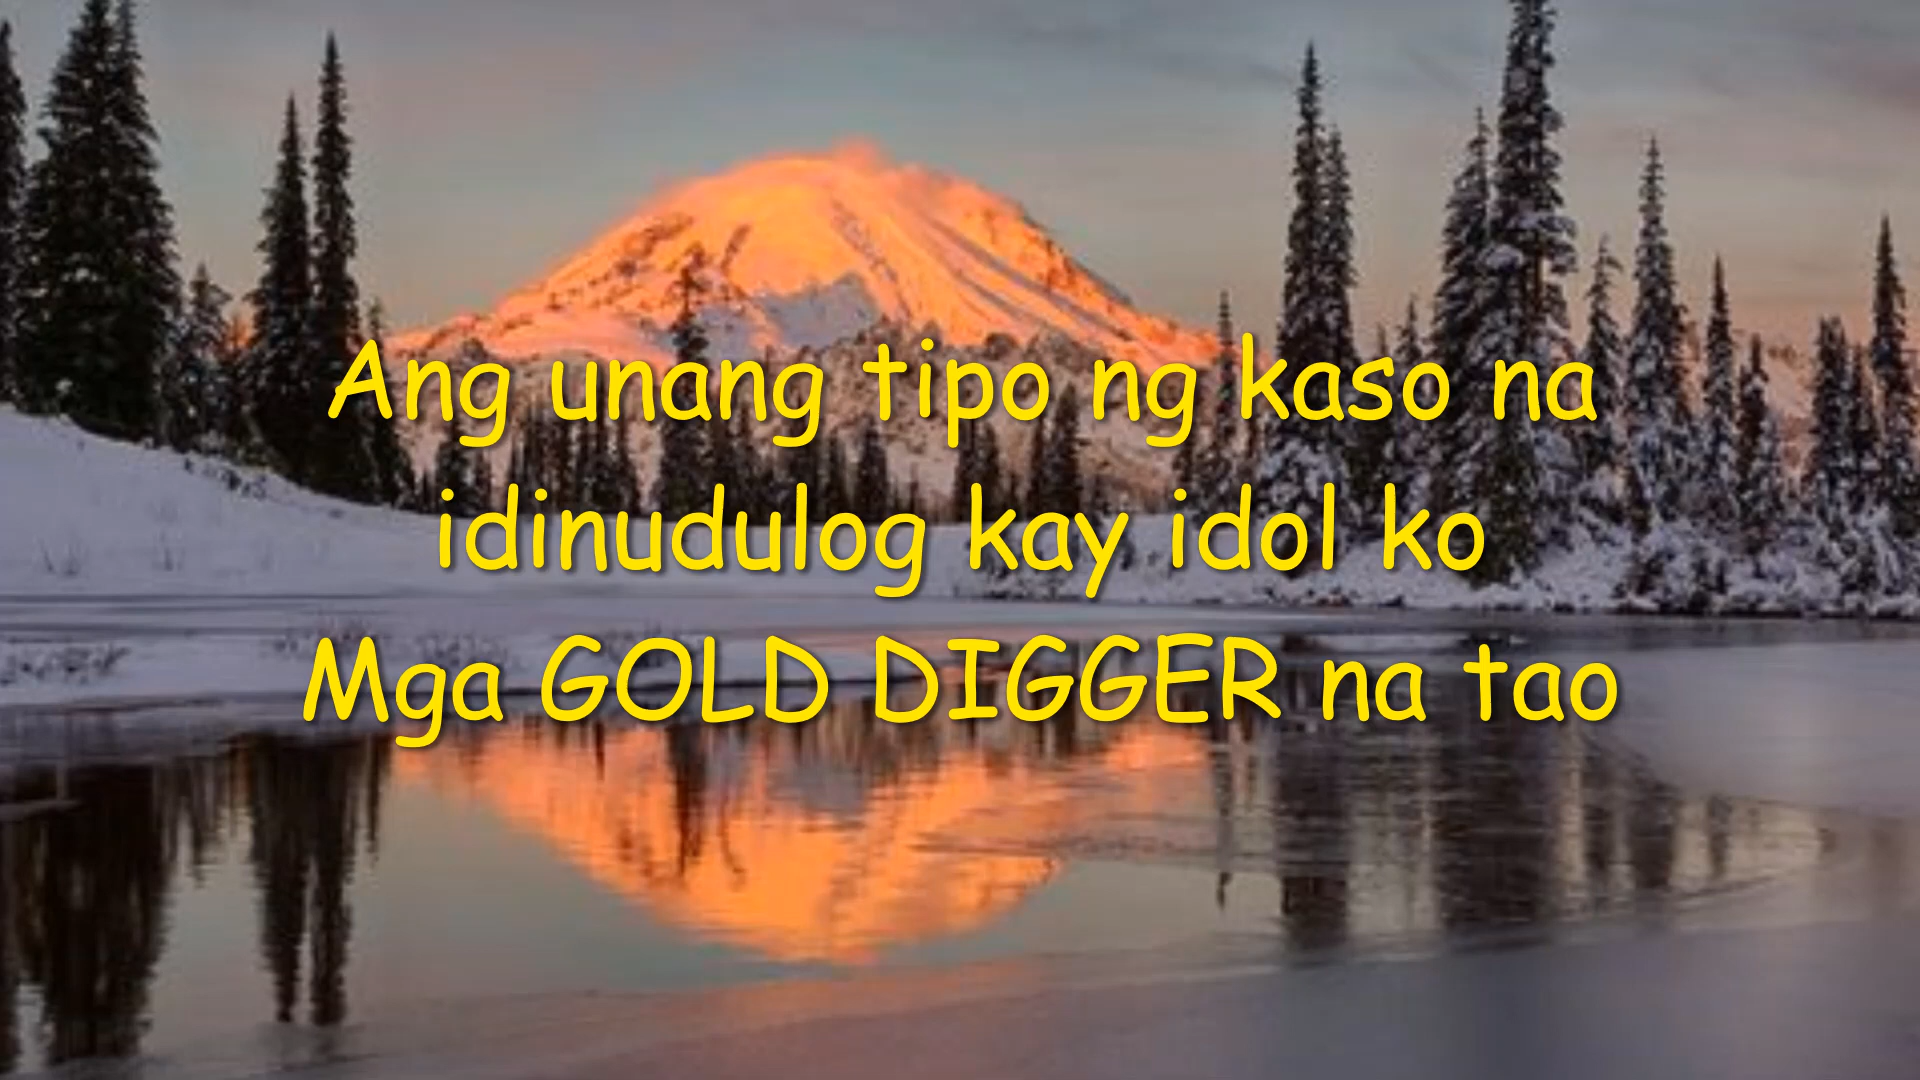 Ang unang tipo ng kaso na
idinudulog kay idol ko
Mga GOLD DIGGER na tao